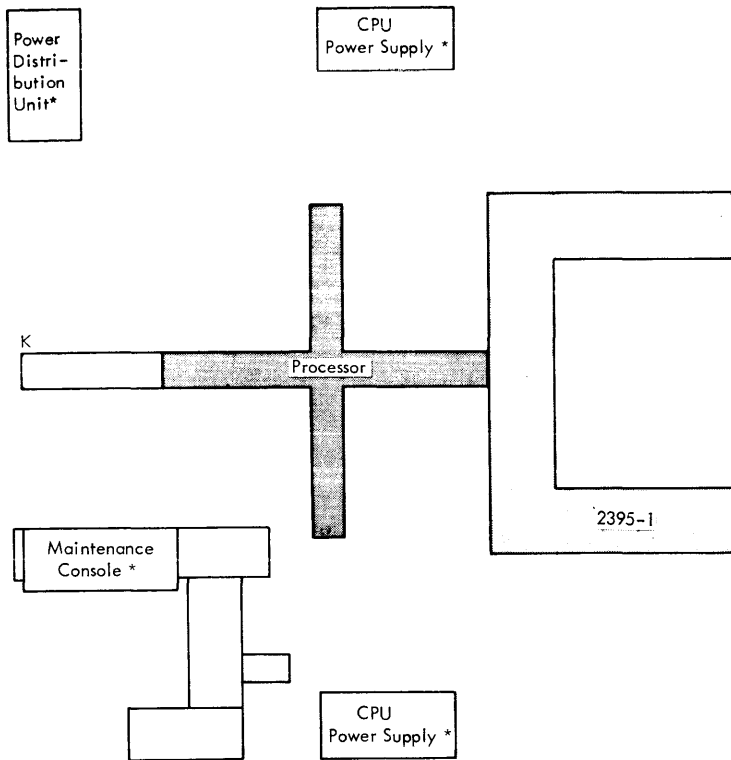 Power
Distri-
bution
Unit*
CPU
Power Supply *
K
Processor
2395-1
Maintenance
Console *
CPU
Power Supply *